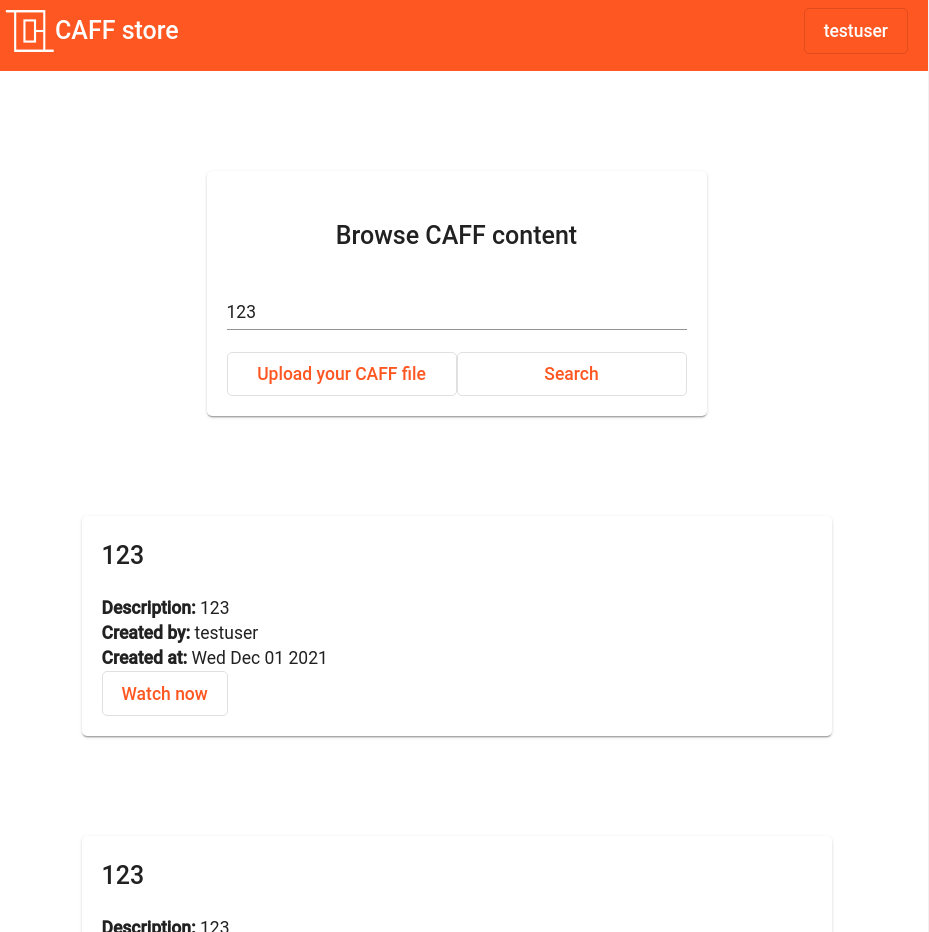 CAFF store
testuser
Browse CAFF content
123
Upload your CAFF file
Search
123
Description: 123
Created by: testuser
Created at: Wed Dec 01 2021
Watch now
123
Description: 123